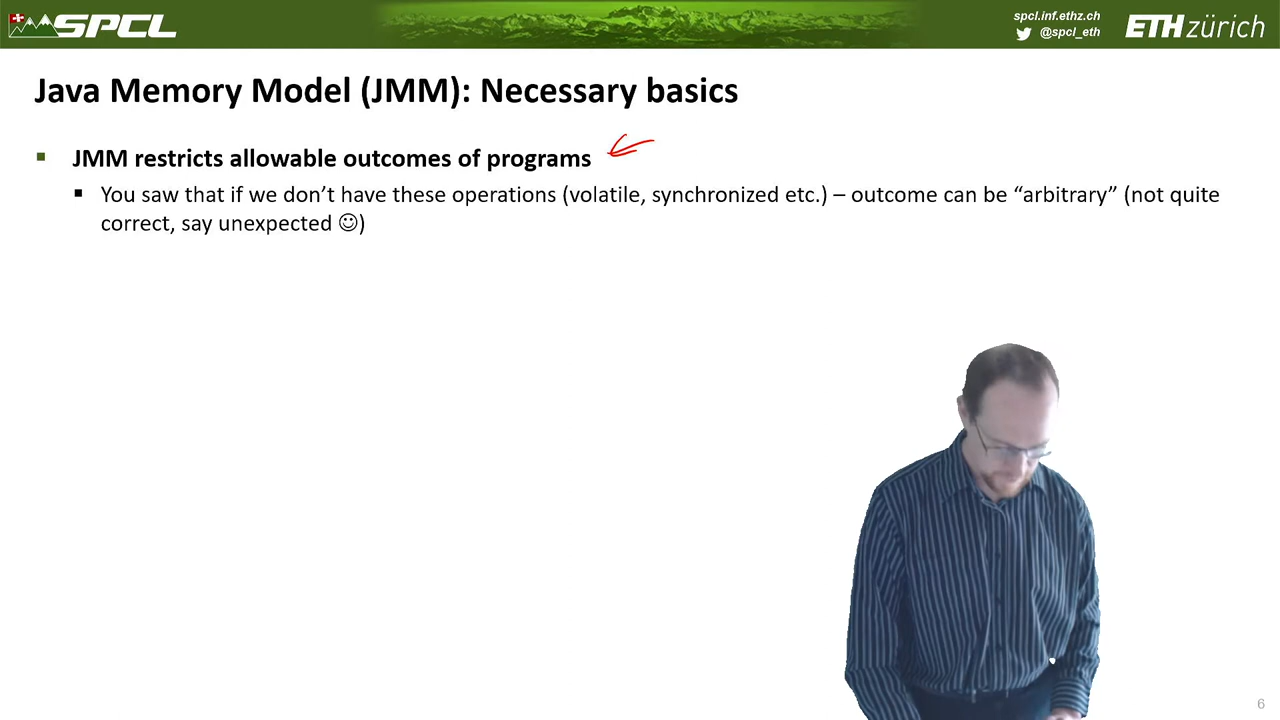 SPCL
spcl.inf.ethz.ch
@spcl_eth
ETH zürich
Java Memory Model (JMM): Necessary basics
JMM restricts allowable outcomes of programs
You saw that if we don’t have these operations (volatile, synchronized etc.) – outcome can be “arbitrary” (not quite
correct, say unexpected ☺)
6